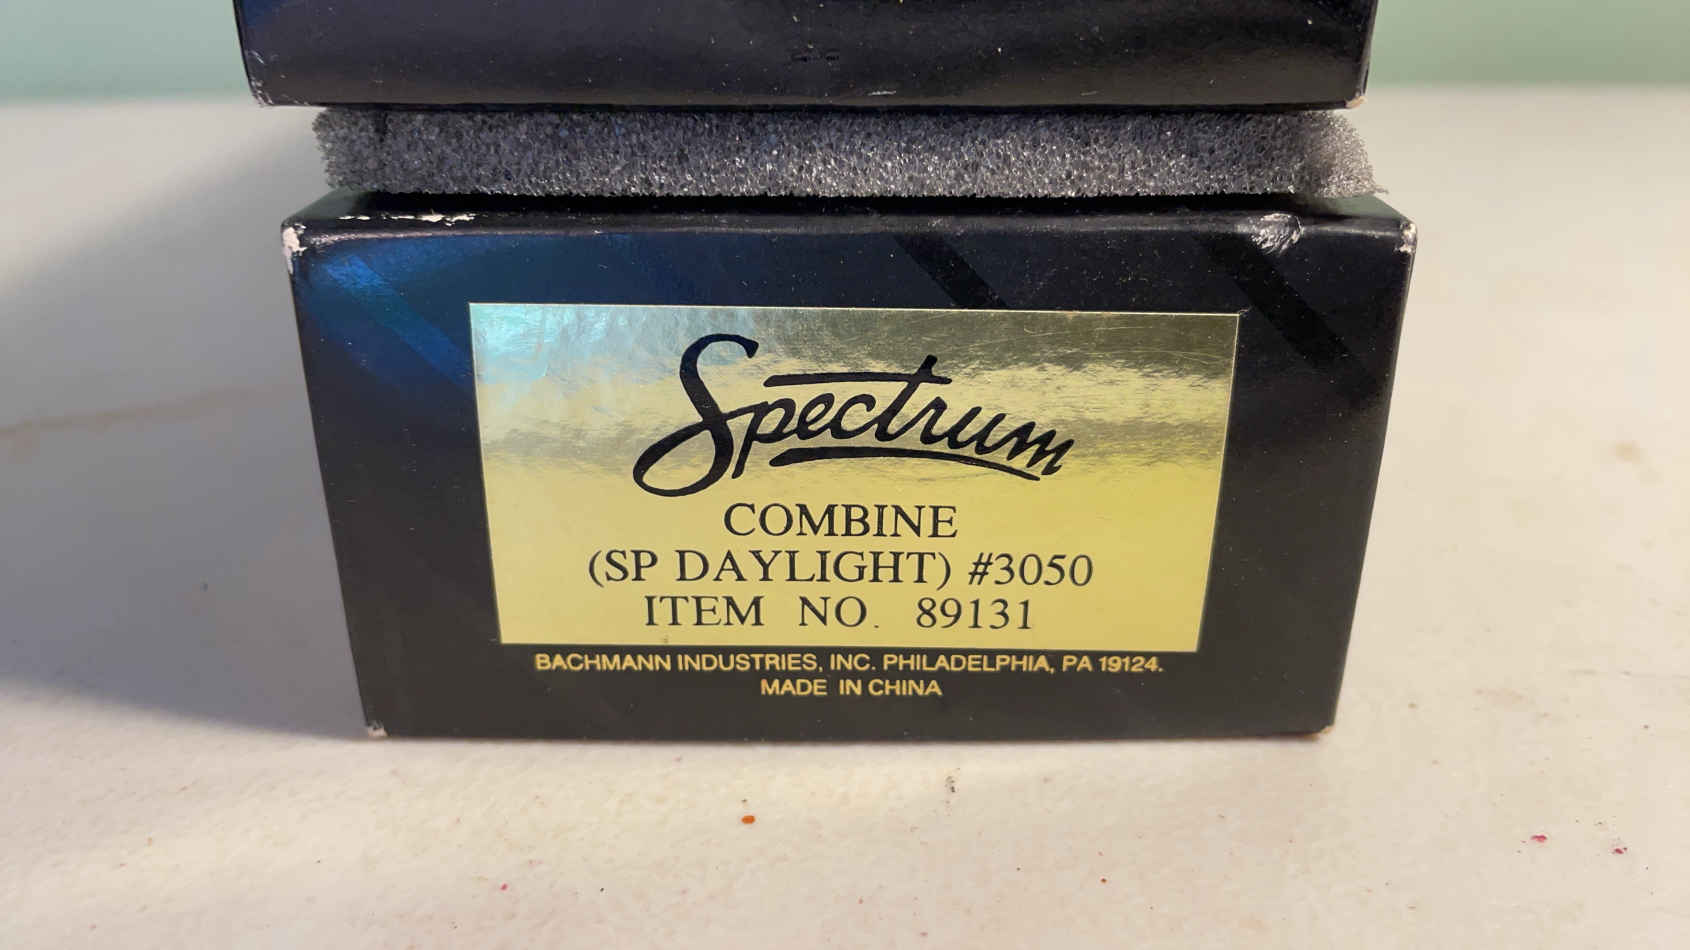 Spectrum
COMBINE
(SP DAYLIGHT) #3050
ITEM NO. 89131
BACHMANN INDUSTRIES, INC. PHILADELPHIA, PA 19124.
MADE IN CHINA